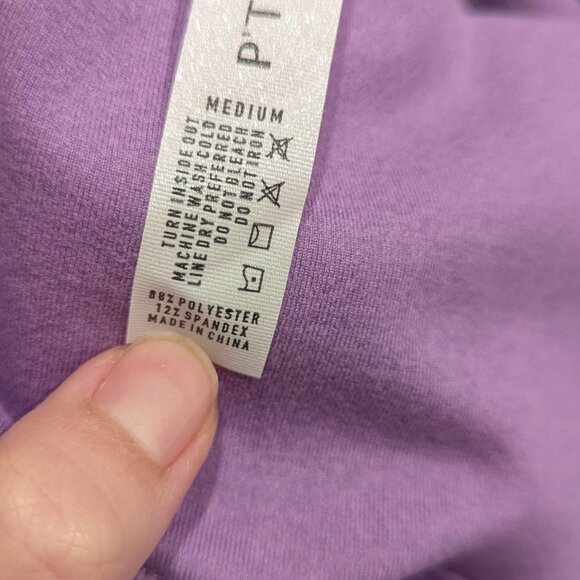 P'T
MEDIUM
TURN INSIDE OUT
MACHINE WASH COLD
LINE DRY PREFERRED
DO NOT BLEACH
DO NOT IRON
88% POLYESTER
12% SPANDEX
MADE IN CHINA